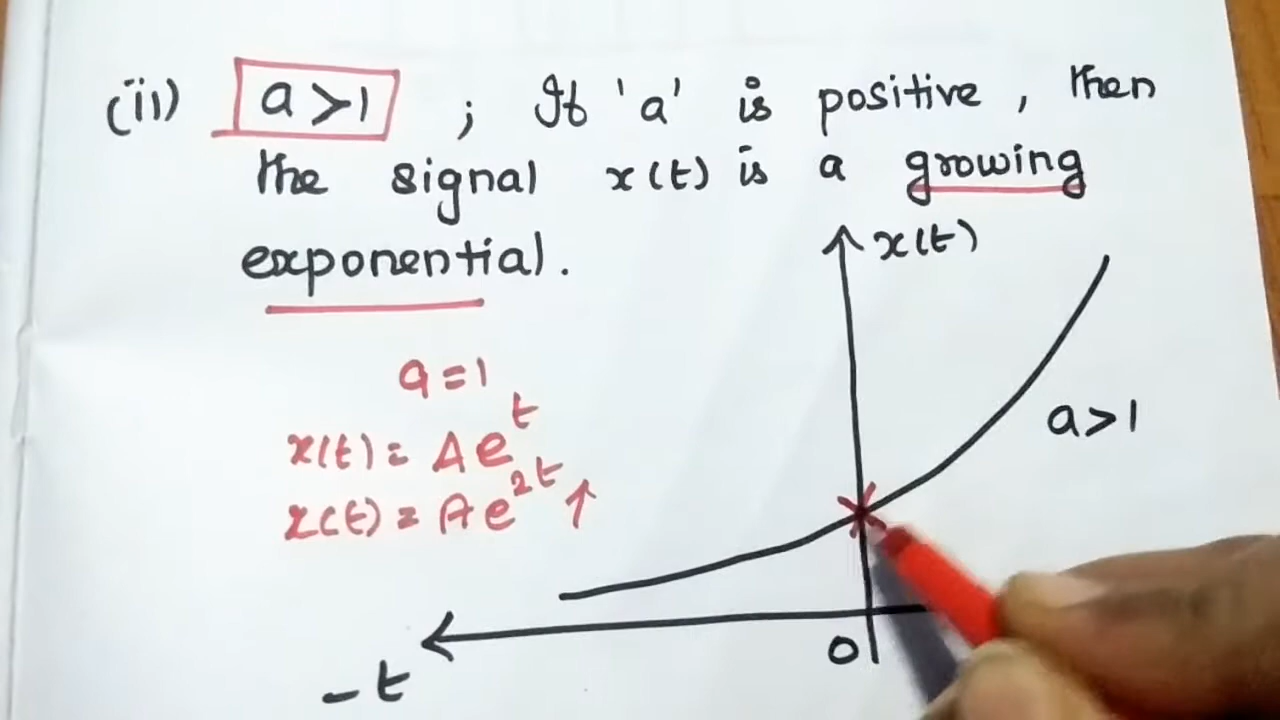 (ii) a>1 ; If 'a' is positive, then
the signal x(t) is a growing
exponential.
x(t)
a=1
x(t) = Ae^t
x(t) = Ae^2t ↑
a>1
0
-t